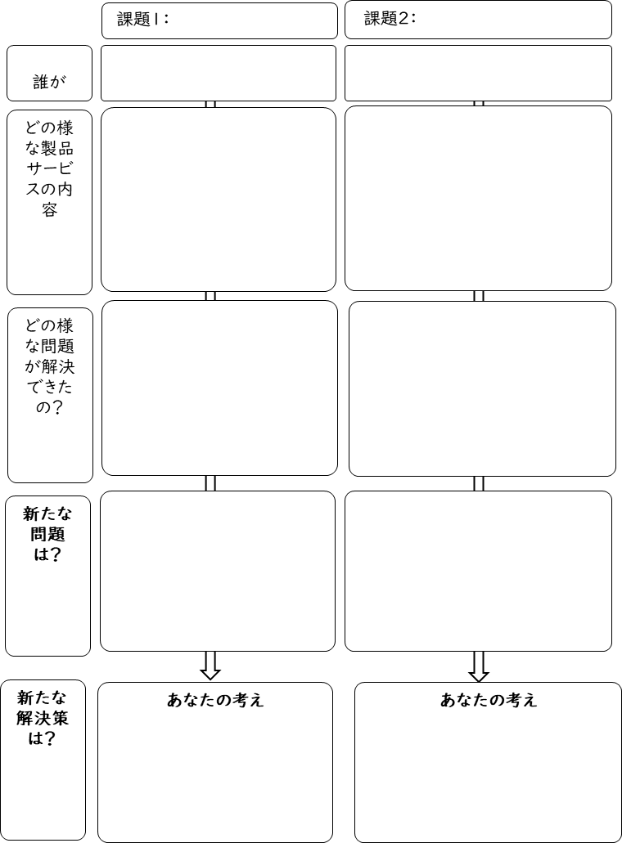 課題1：
課題2：
誰が
どの様
な製品
サービ
スの内
容
どの様
な問題
が解決
できた
の？
新たな
問題
は？
新たな
解決策
は？
あなたの考え
あなたの考え